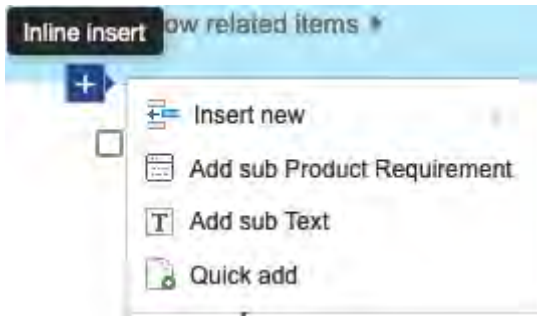 Inline insert
ow related items
Insert new
Add sub Product Requirement
Add sub Text
Quick add